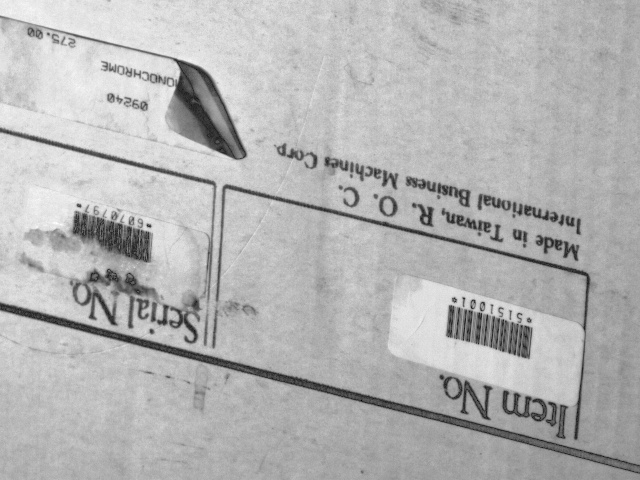 Item No.
*5151001*
Serial No.
*6070797*
Made in Taiwan, R. O. C.
International Business Machines Corp.
09240
MONOCHROME
275.00